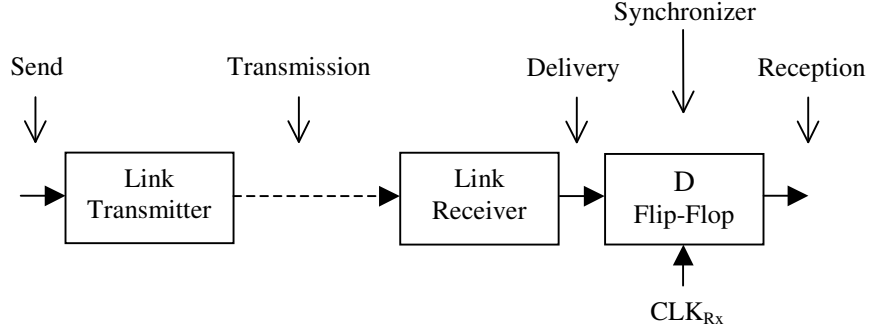 Synchronizer
Send
Transmission
Delivery
Reception
Link
Transmitter
Link
Receiver
D
Flip-Flop
CLKRx